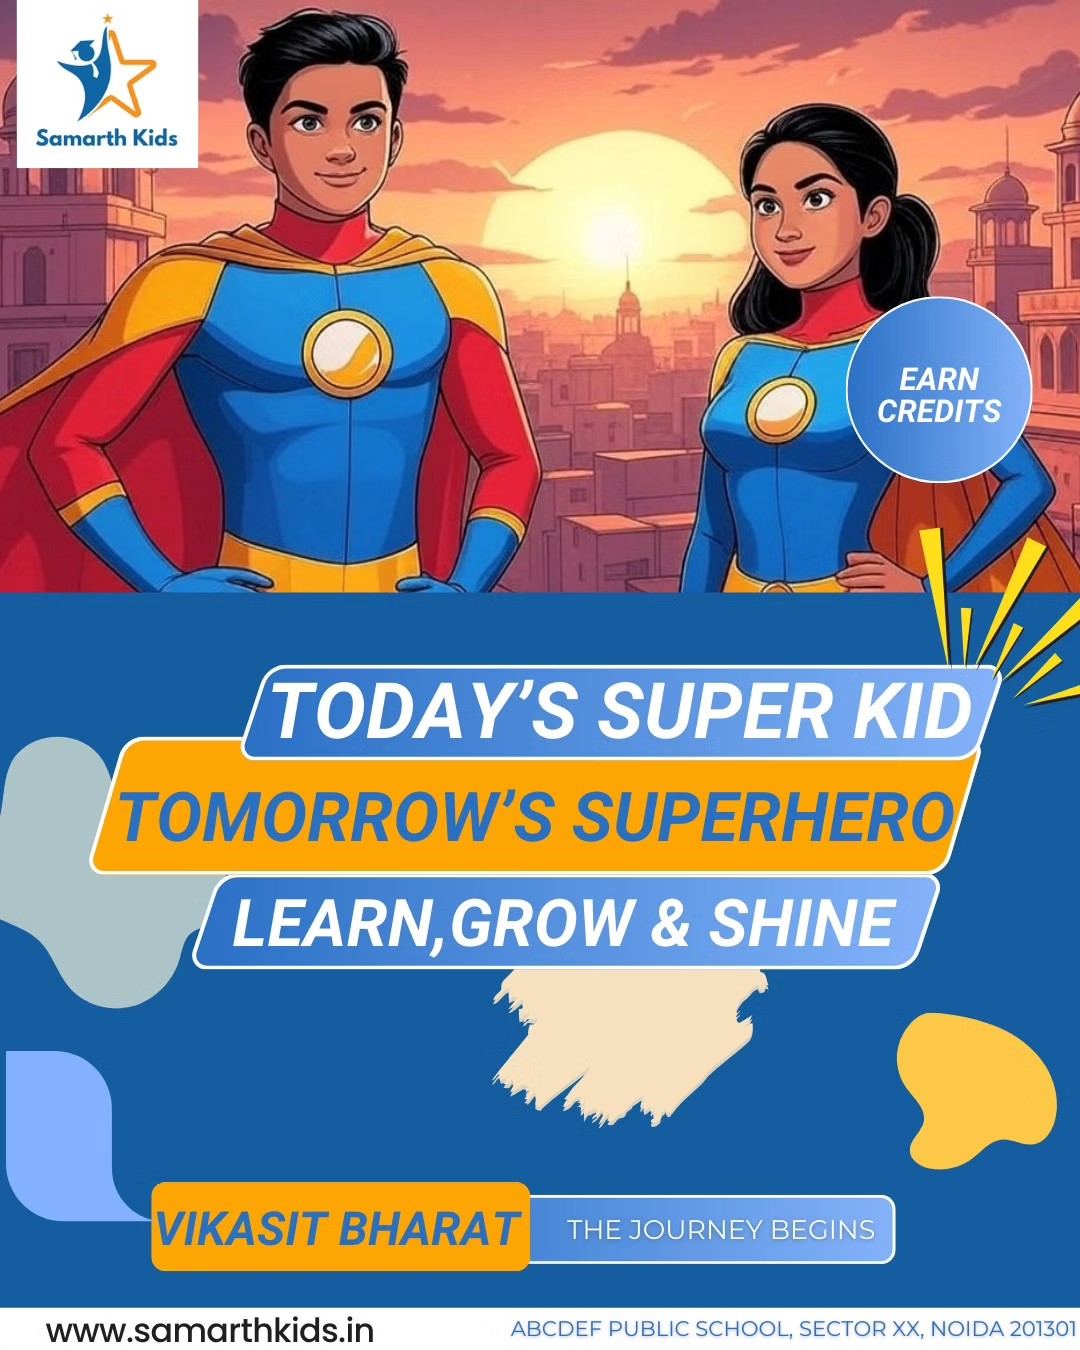 Samarth Kids
EARN
CREDITS
TODAY’S SUPER KID
TOMORROW’S SUPERHERO
LEARN,GROW & SHINE
VIKASIT BHARAT
THE JOURNEY BEGINS
www.samarthkids.in
ABCDEF PUBLIC SCHOOL, SECTOR XX, NOIDA 201301